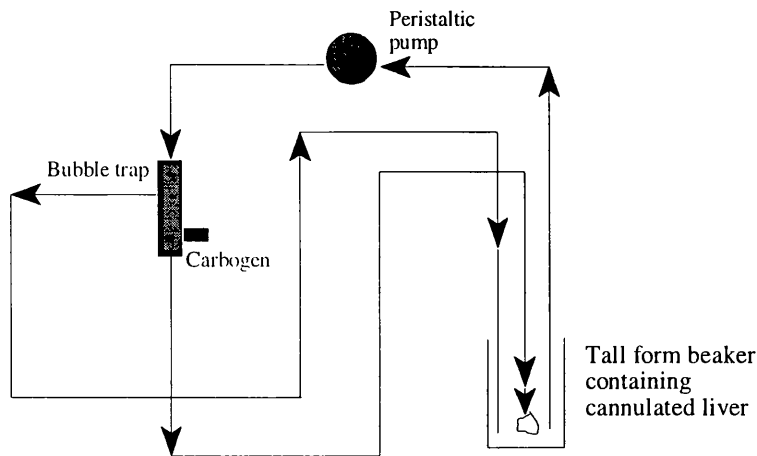 Peristaltic
pump
Bubble trap
Carbogen
Tall form beaker
containing
cannulated liver